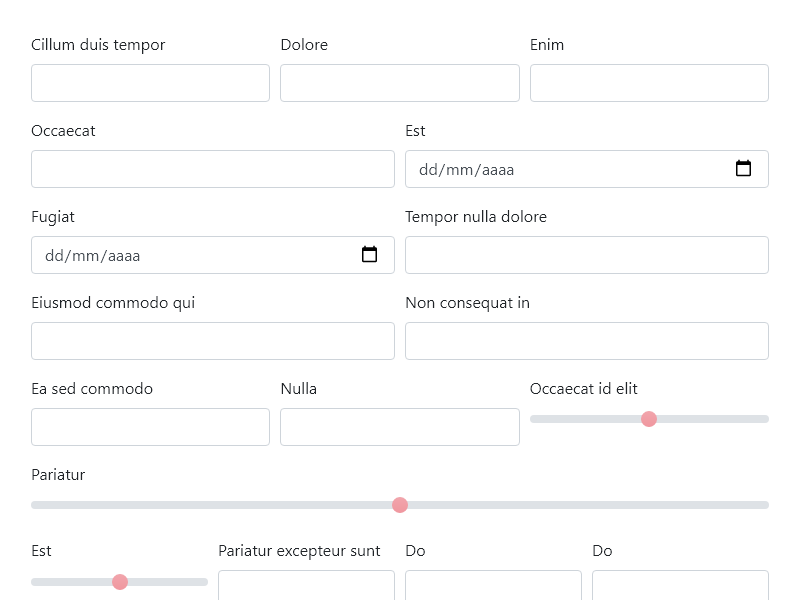 Cillum duis tempor Dolore Enim
Occaecat Est
dd/mm/aaaa
Fugiat Tempor nulla dolore
dd/mm/aaaa
Eiusmod commodo qui Non consequat in
Ea sed commodo Nulla Occaecat id elit
Pariatur
Est Pariatur excepteur sunt Do Do